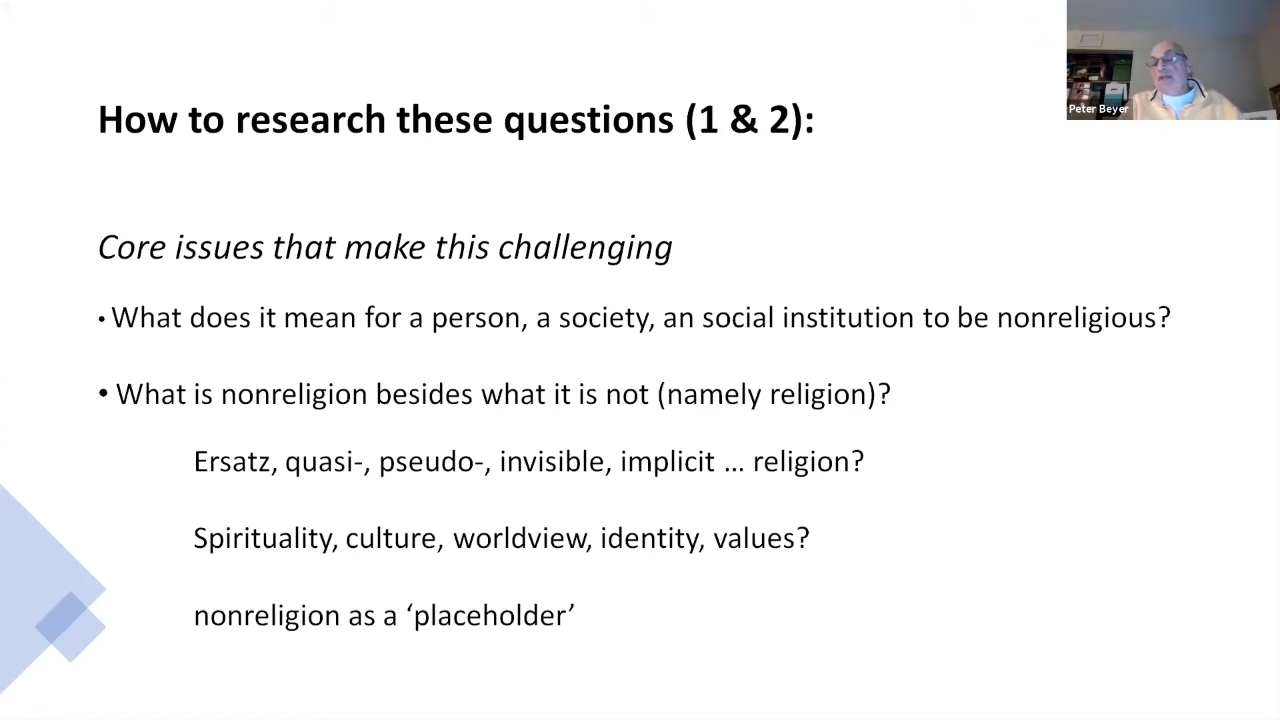 How to research these questions (1 & 2):
Peter Beyer
Core issues that make this challenging
• What does it mean for a person, a society, an social institution to be nonreligious?
• What is nonreligion besides what it is not (namely religion)?
Ersatz, quasi-, pseudo-, invisible, implicit … religion?
Spirituality, culture, worldview, identity, values?
nonreligion as a ‘placeholder’